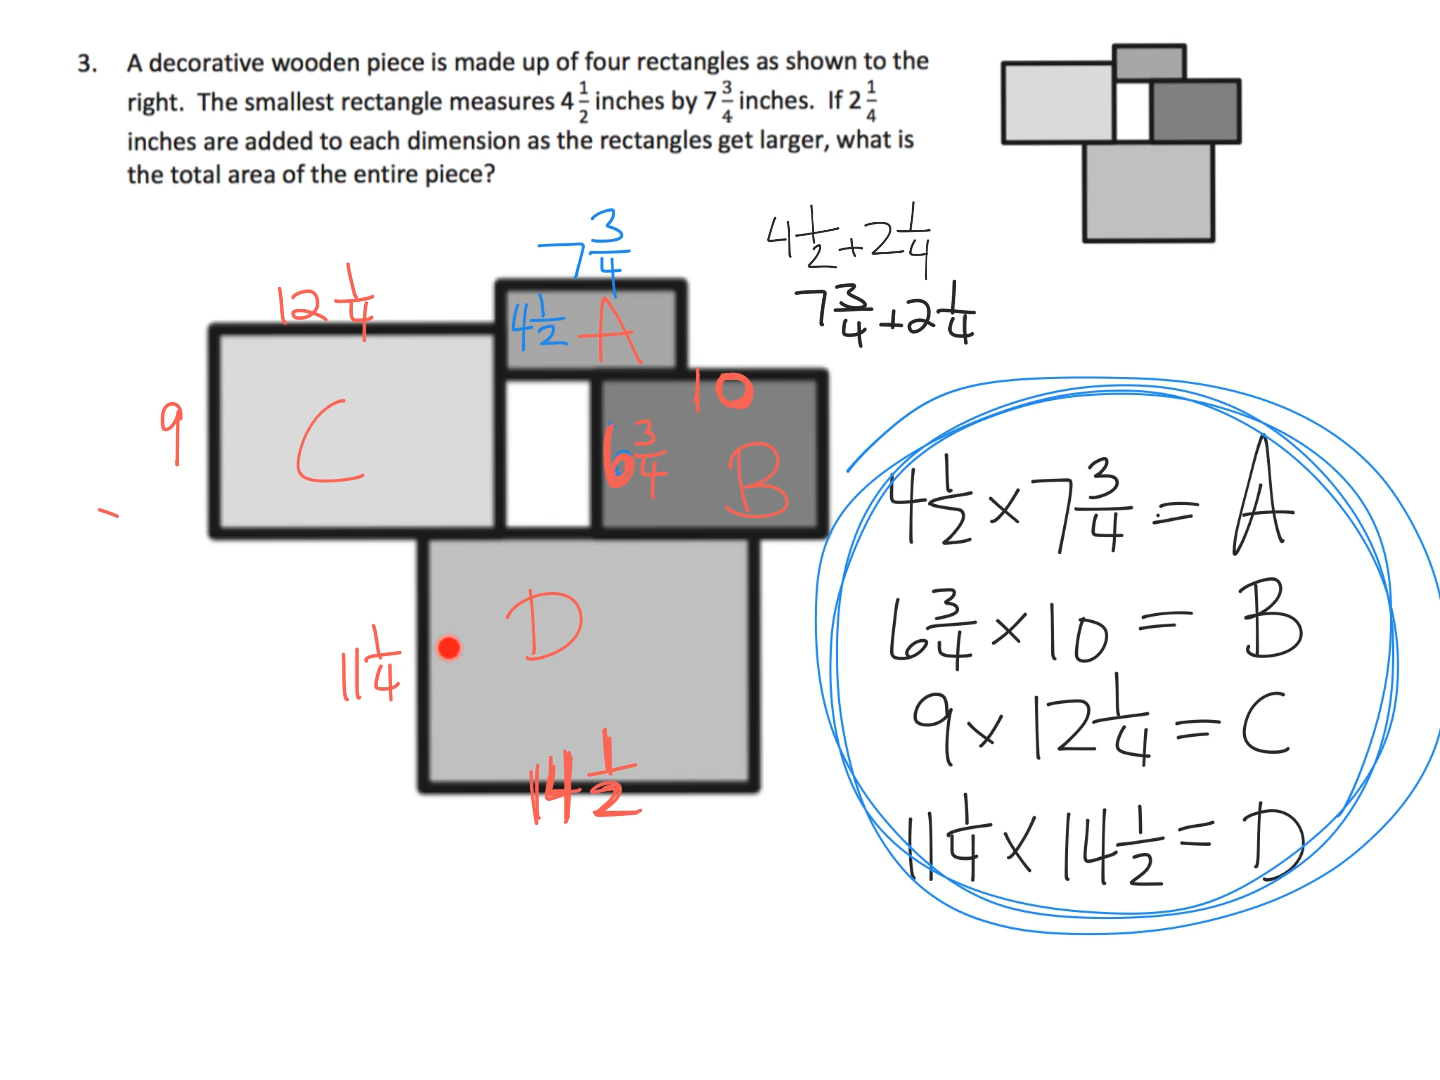 3. A decorative wooden piece is made up of four rectangles as shown to the
right. The smallest rectangle measures 4 1/2 inches by 7 3/4 inches. If 2 1/4
inches are added to each dimension as the rectangles get larger, what is
the total area of the entire piece?
7 3/4
4 1/2 + 2 1/4
7 3/4 + 2 1/4
12 1/4
4 1/2 A
10
9
C
6 3/4 B
4 1/2 × 7 3/4 = A
6 3/4 × 10 = B
9 × 12 1/4 = C
11 1/4 × 14 1/2 = D
D
11 1/4
14 1/2